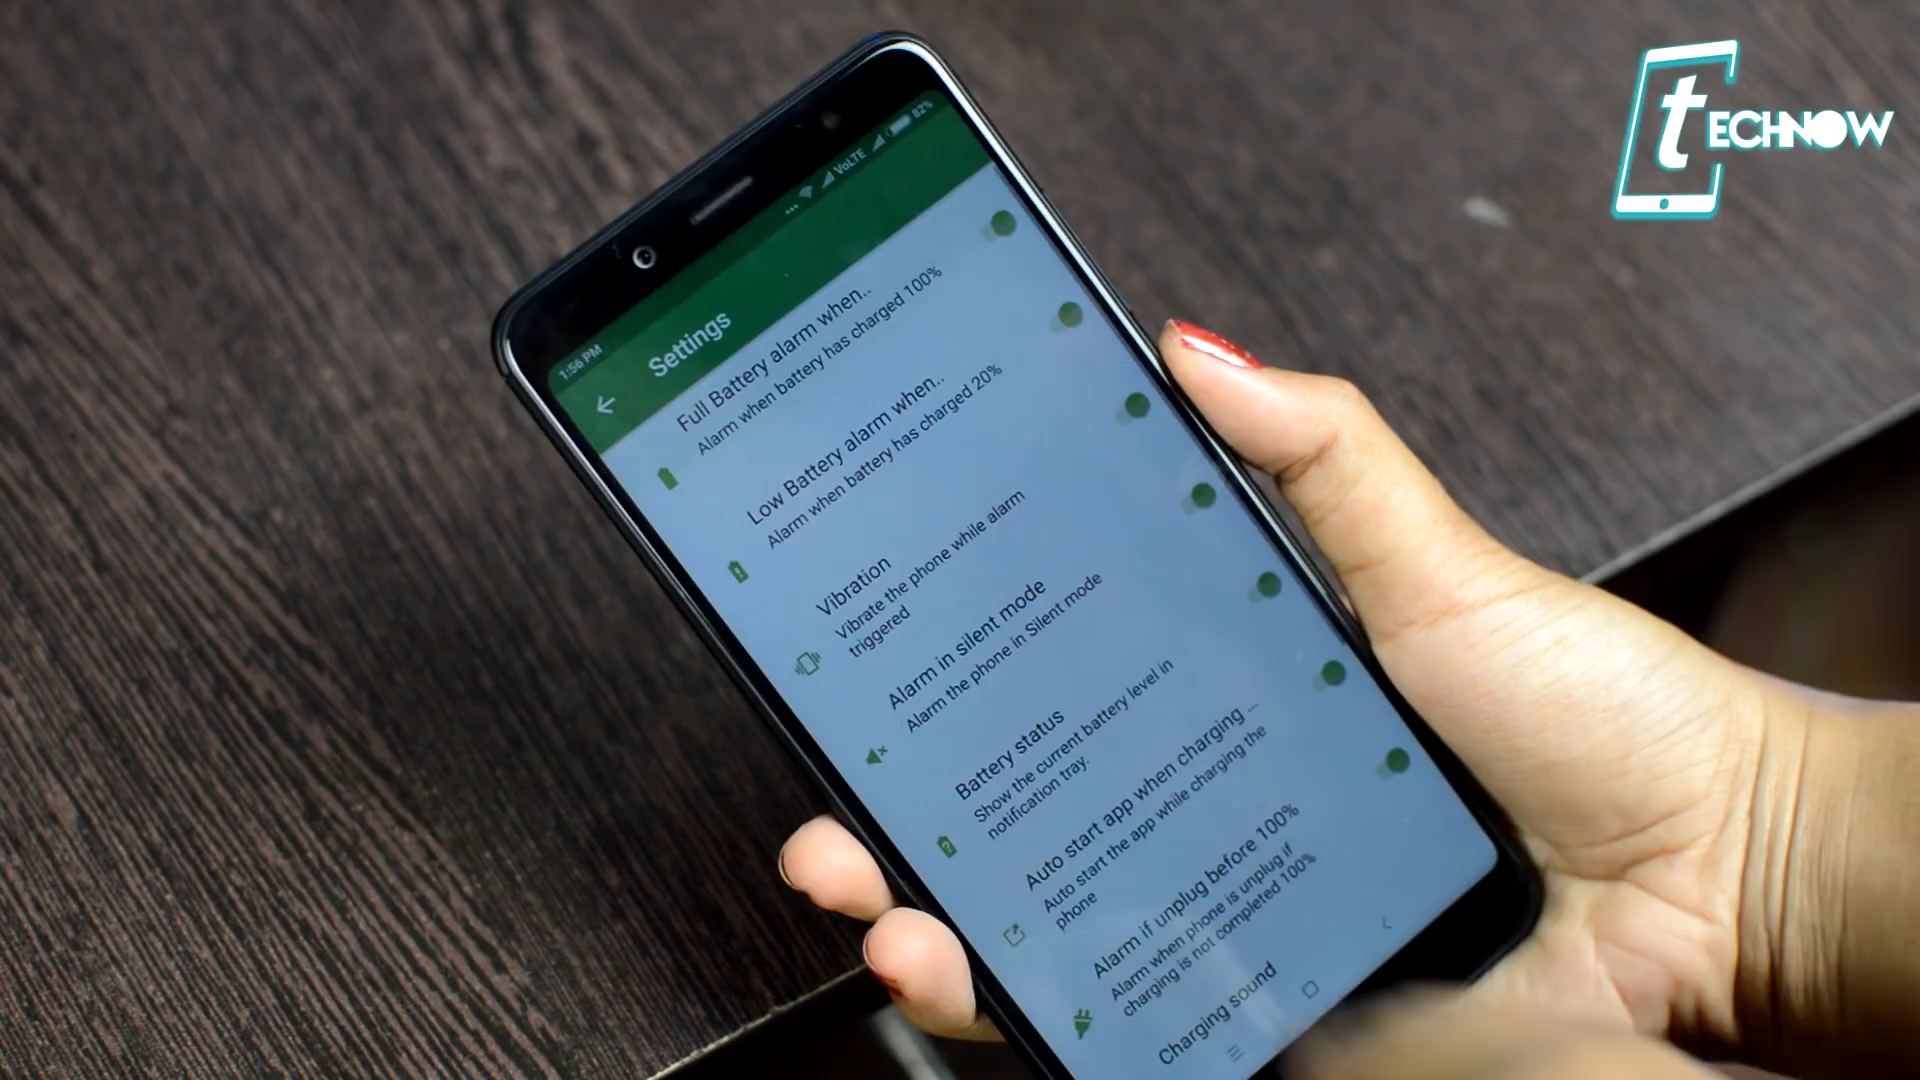 tECHNOW
1:56 PM
... VoLTE 82%
Settings
Full Battery alarm when..
Alarm when battery has charged 100%
Low Battery alarm when..
Alarm when battery has charged 20%
Vibration
Vibrate the phone while alarm
triggered
Alarm in silent mode
Alarm the phone in Silent mode
Battery status
Show the current battery level in
notification tray.
Auto start app when charging ...
Auto start the app while charging the
phone
Alarm if unplug before 100%
Alarm when phone is unplug if
charging is not completed 100%
Charging sound